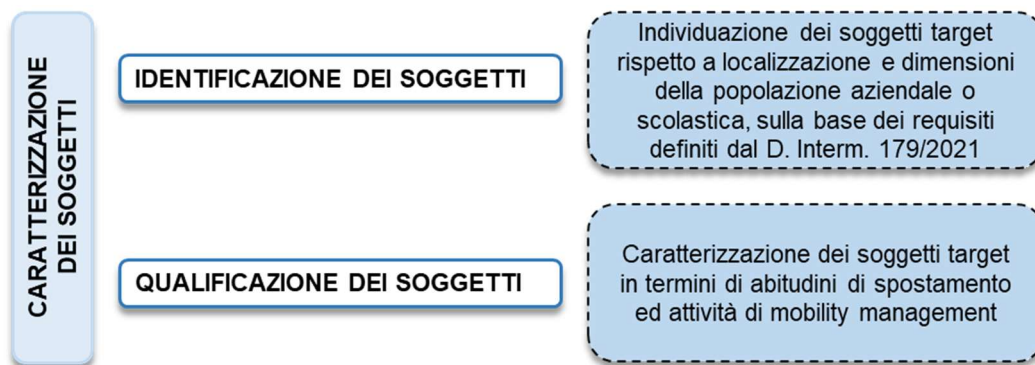 CARATTERIZZAZIONE
DEI SOGGETTI
IDENTIFICAZIONE DEI SOGGETTI
Individuazione dei soggetti target
rispetto a localizzazione e dimensioni
della popolazione aziendale o
scolastica, sulla base dei requisiti
definiti dal D. Interm. 179/2021
QUALIFICAZIONE DEI SOGGETTI
Caratterizzazione dei soggetti target
in termini di abitudini di spostamento
ed attività di mobility management